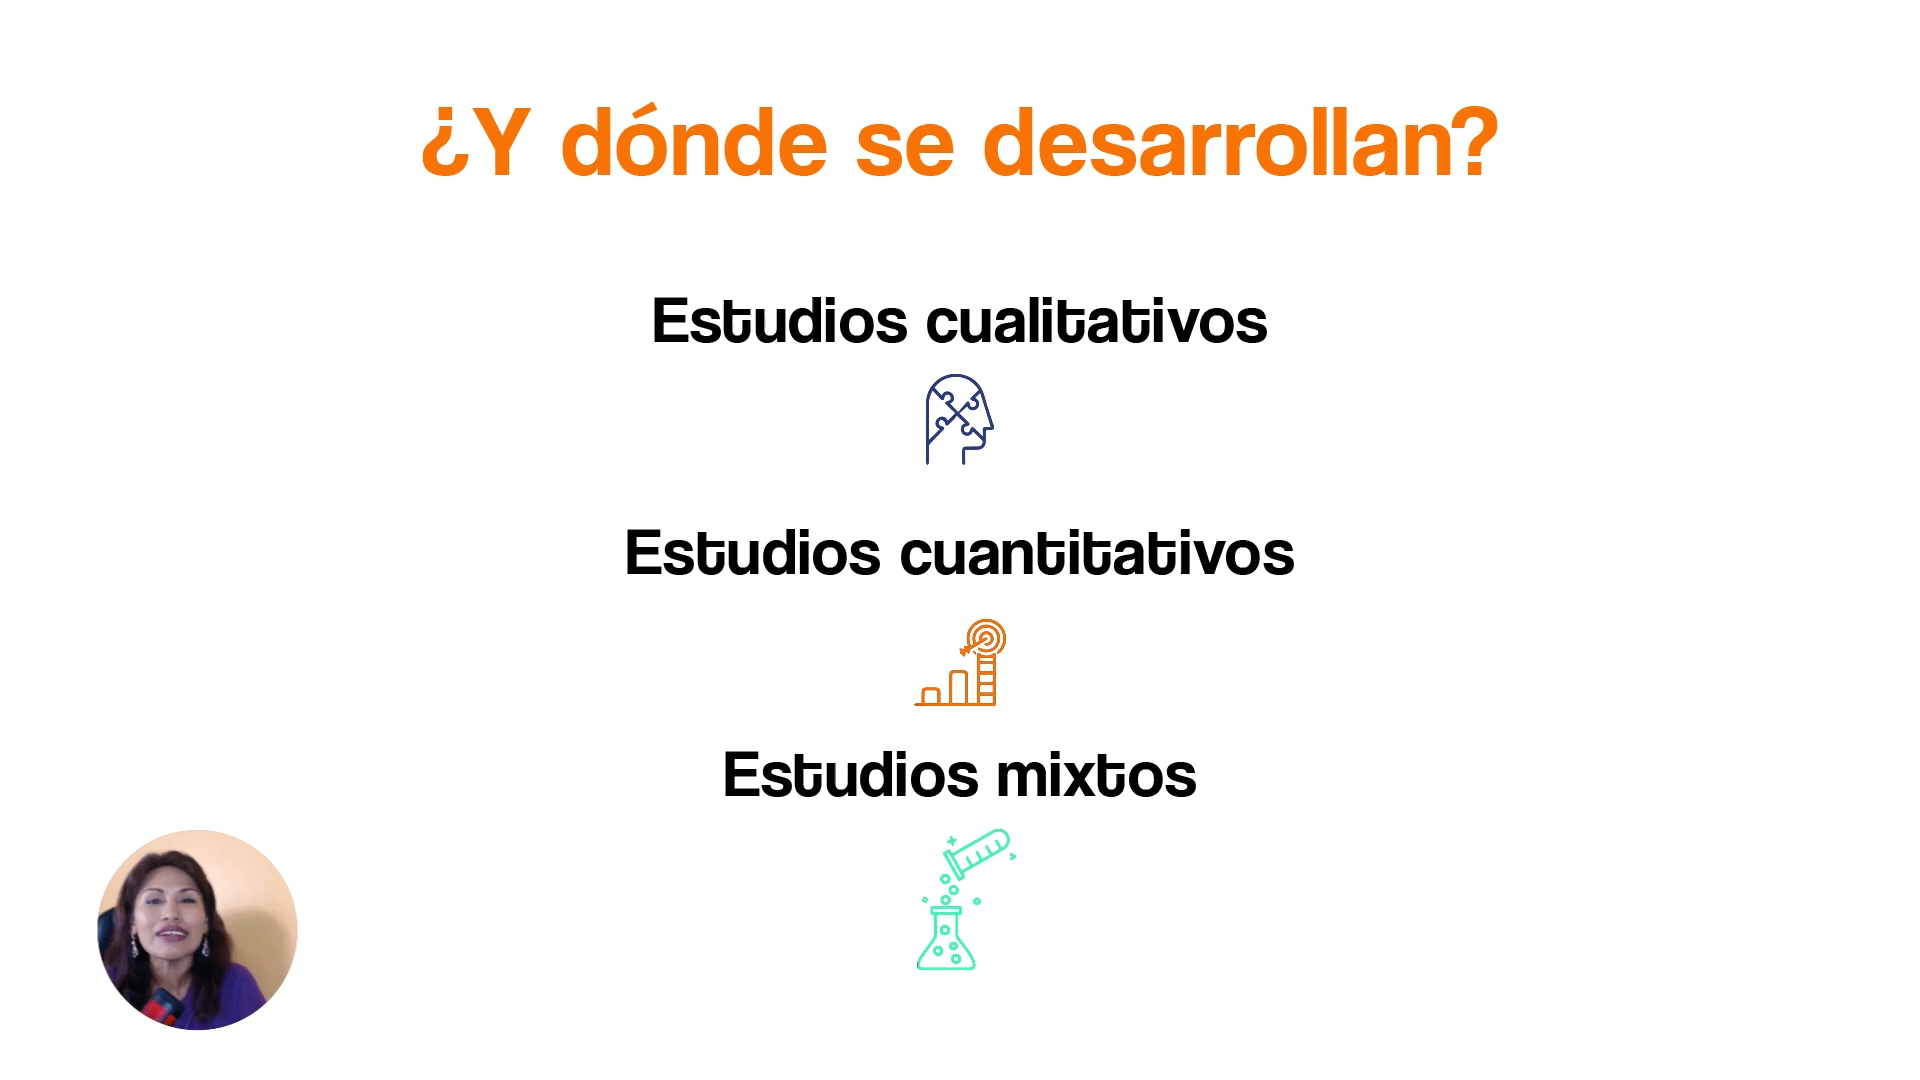 ¿Y dónde se desarrollan?
Estudios cualitativos
Estudios cuantitativos
Estudios mixtos